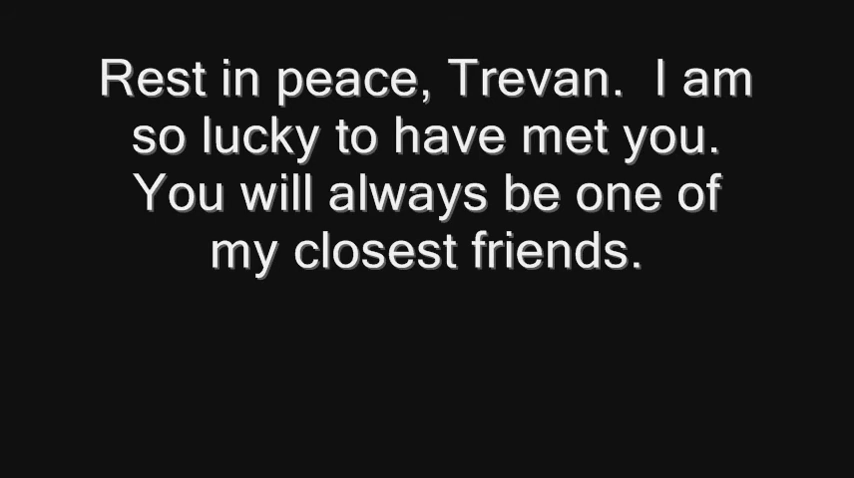 Rest in peace, Trevan.  I am
so lucky to have met you.
You will always be one of
my closest friends.